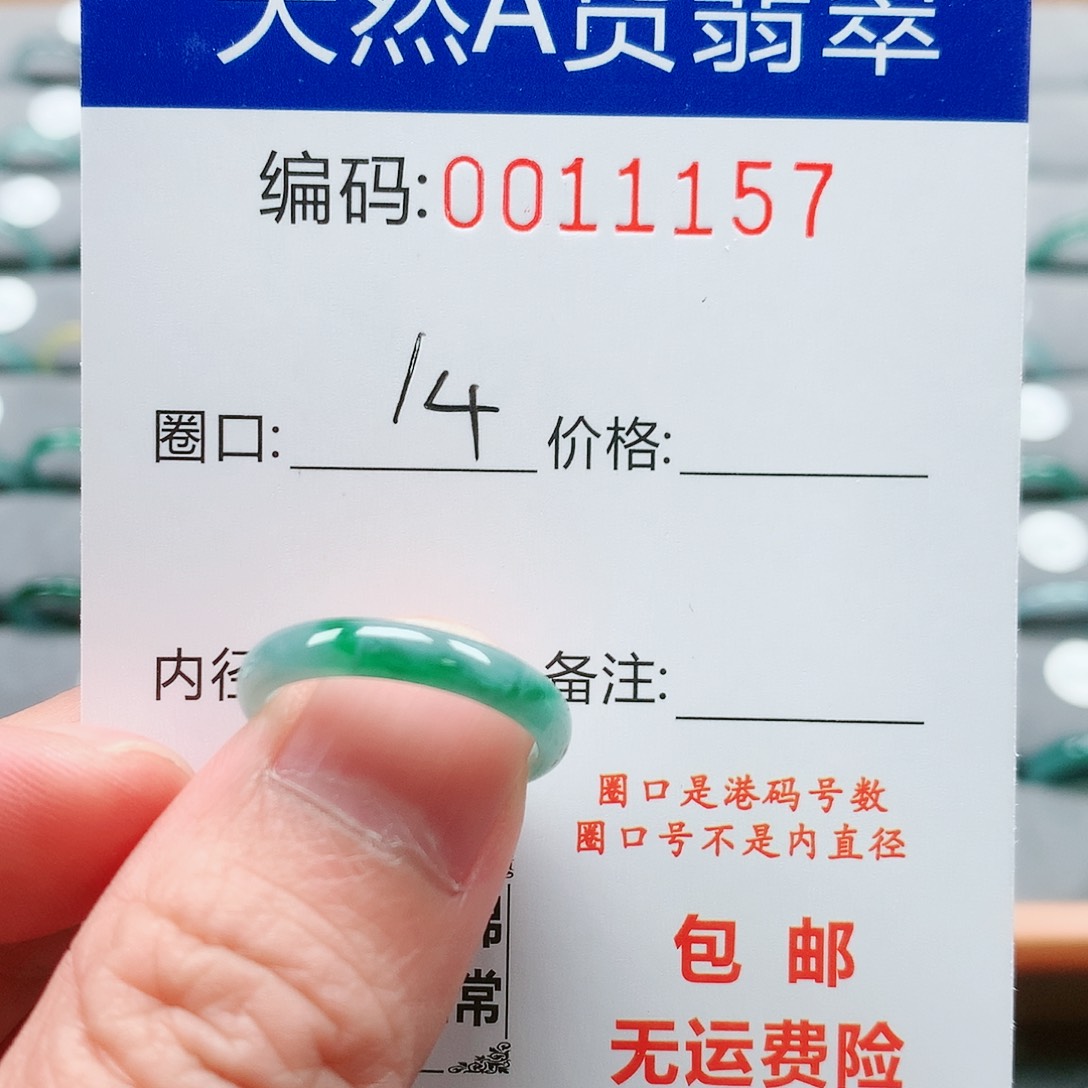 天然A货翡翠
编码:0011157
圈口: 14 价格:
内径 备注:
圈口是港码号数
圈口号不是内直径
包 邮
常
无运费险